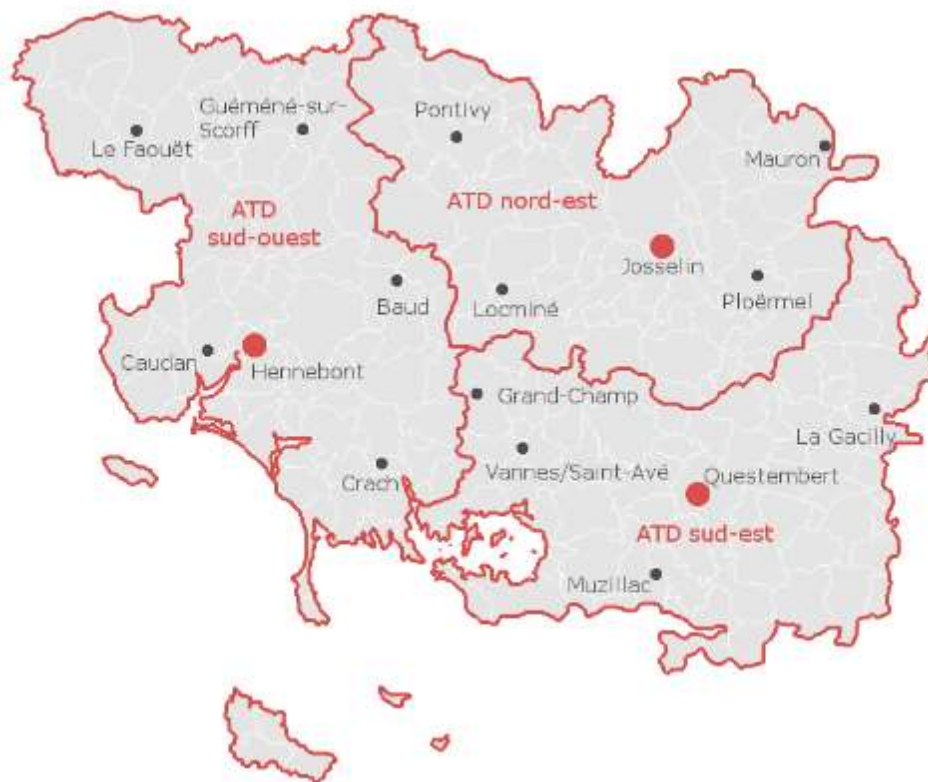 Guéméné-sur-
Scorff
Pontivy
Le Faouët
Mauron
ATD
sud-ouest
ATD nord-est
Josselin
Ploërmel
Baud
Locminé
Caudan
Hennebont
Grand-Champ
La Gacilly
Vannes/Saint-Avé
Questembert
Crach
ATD sud-est
Muzillac